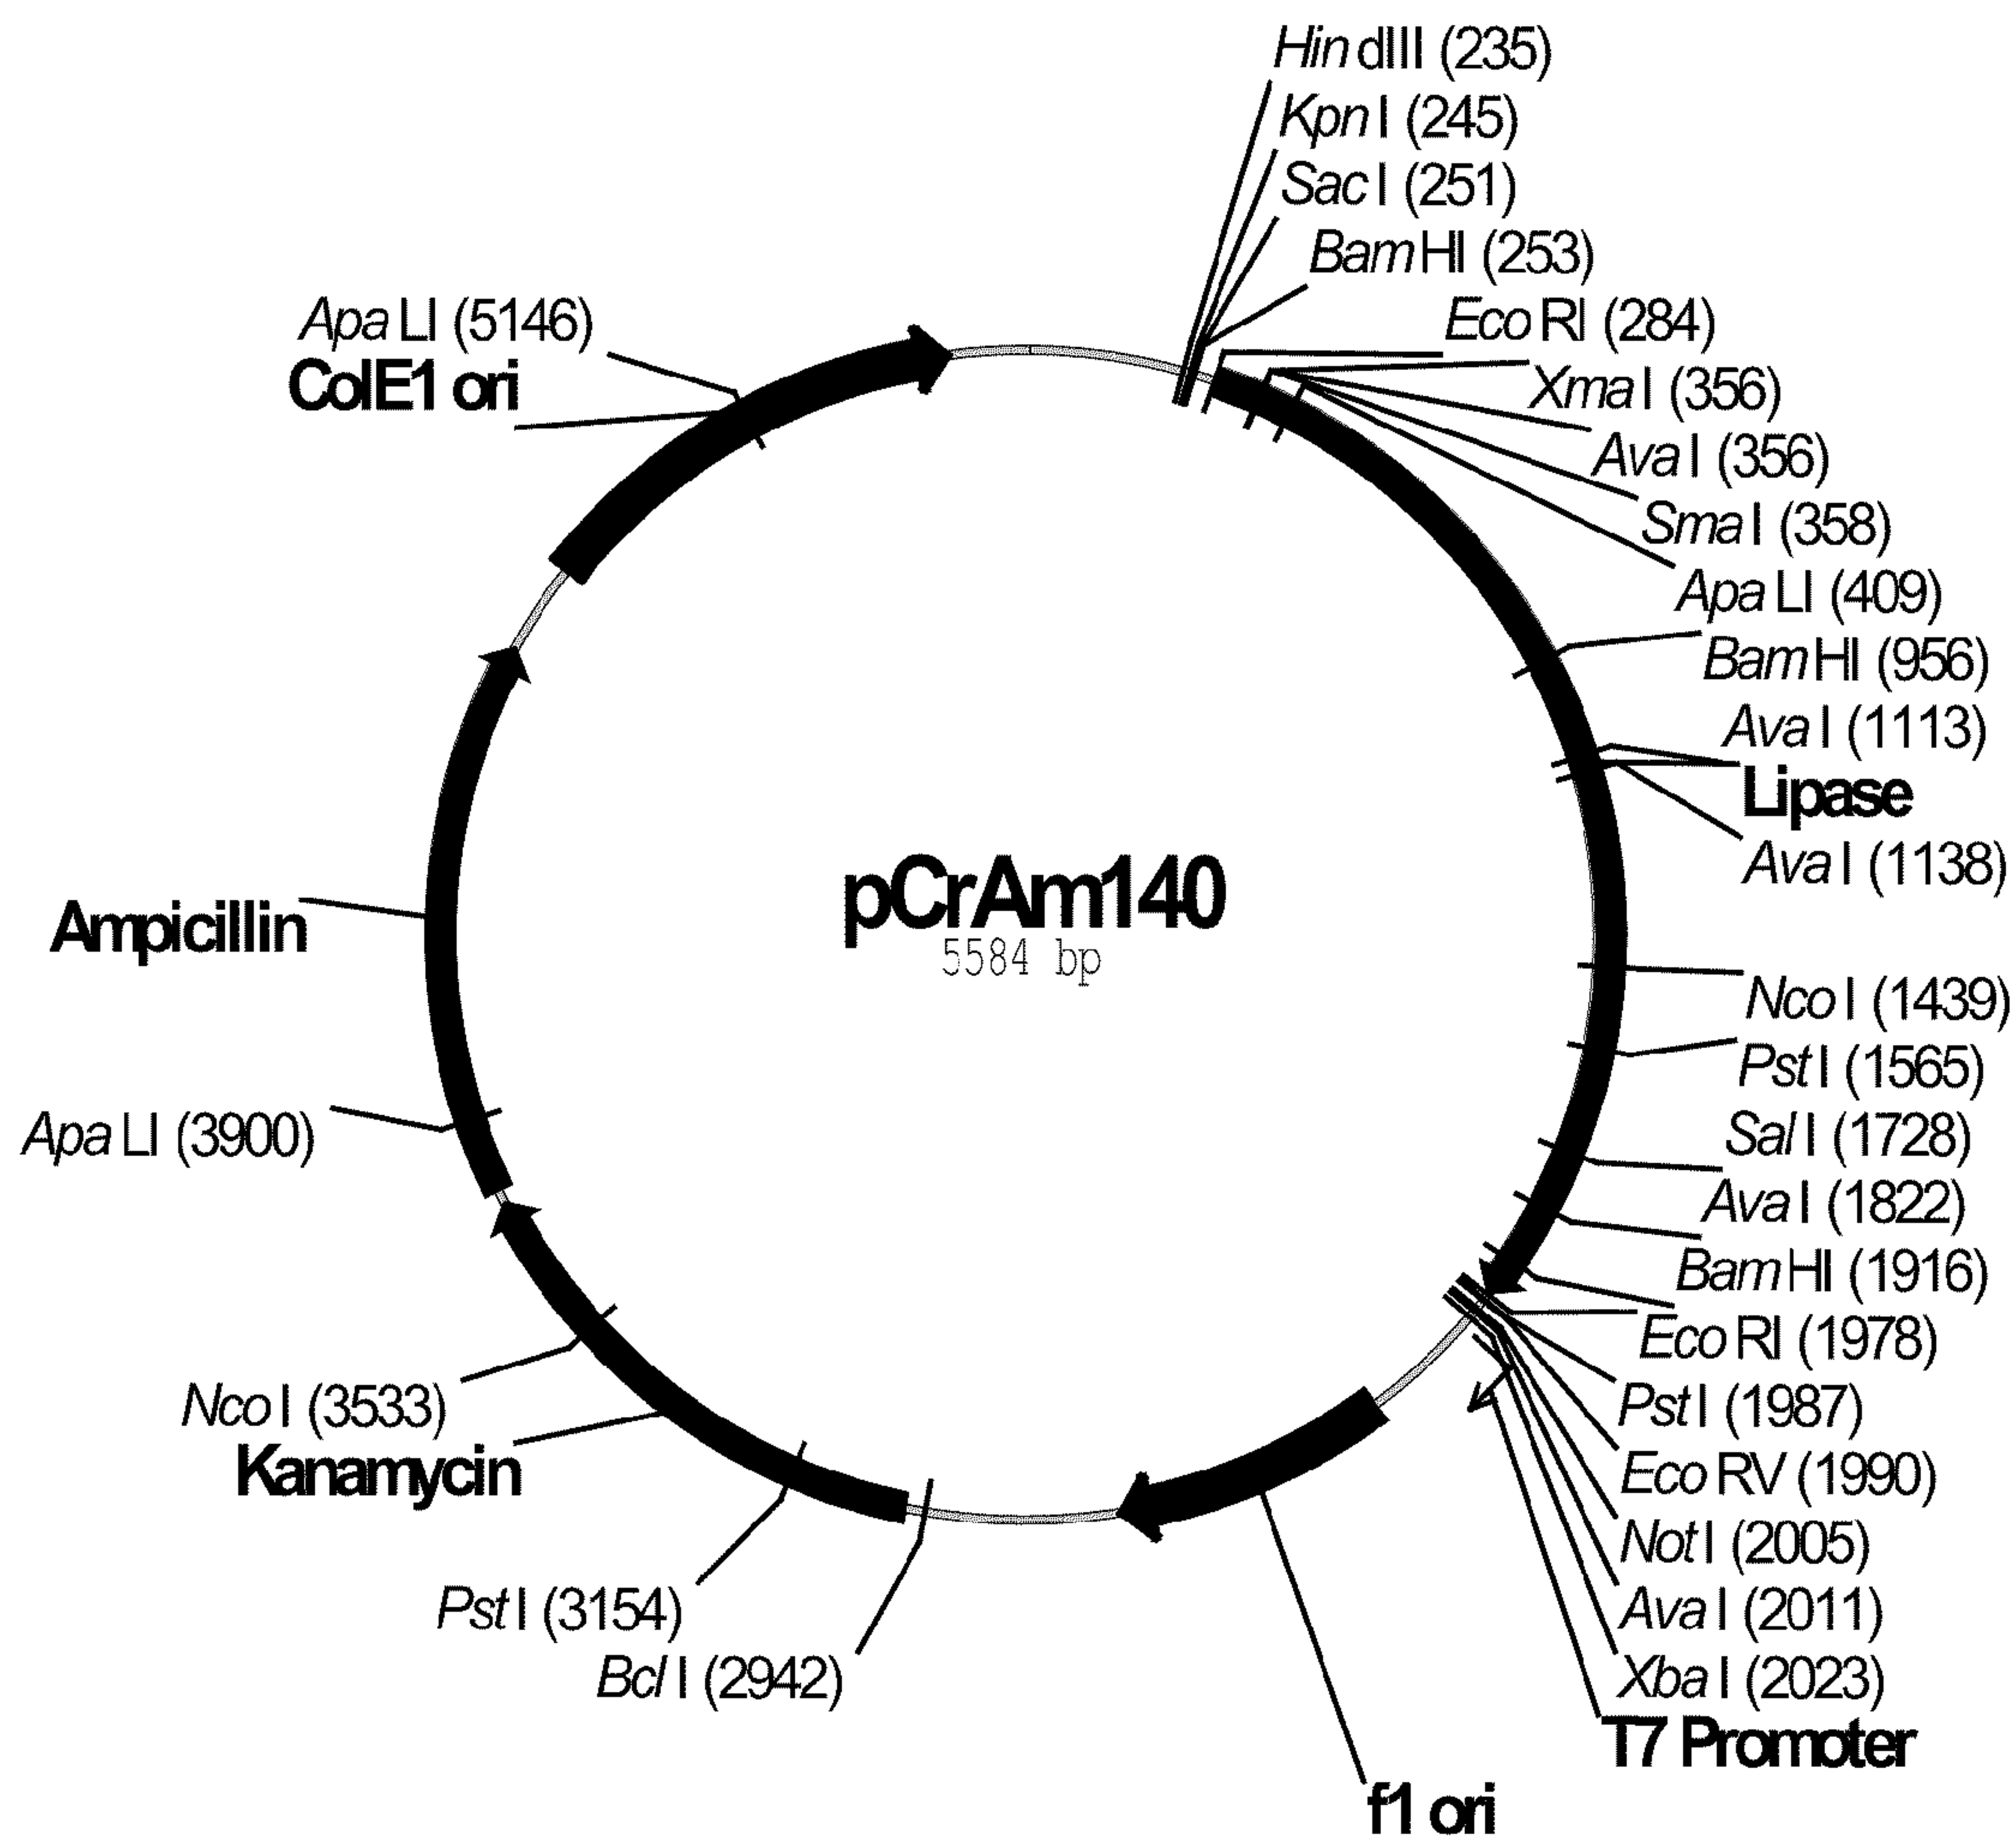 HindIII (235)
KpnI (245)
SacI (251)
BamHI (253)
EcoRI (284)
XmaI (356)
AvaI (356)
SmaI (358)
ApaLI (409)
BamHI (956)
AvaI (1113)
Lipase
AvaI (1138)
NcoI (1439)
PstI (1565)
SalI (1728)
AvaI (1822)
BamHI (1916)
EcoRI (1978)
PstI (1987)
EcoRV (1990)
NotI (2005)
AvaI (2011)
XbaI (2023)
T7 Promoter
f1 ori
BclI (2942)
PstI (3154)
Kanamycin
NcoI (3533)
ApaLI (3900)
Ampicillin
ColE1 ori
ApaLI (5146)
pCrAm140
5584 bp